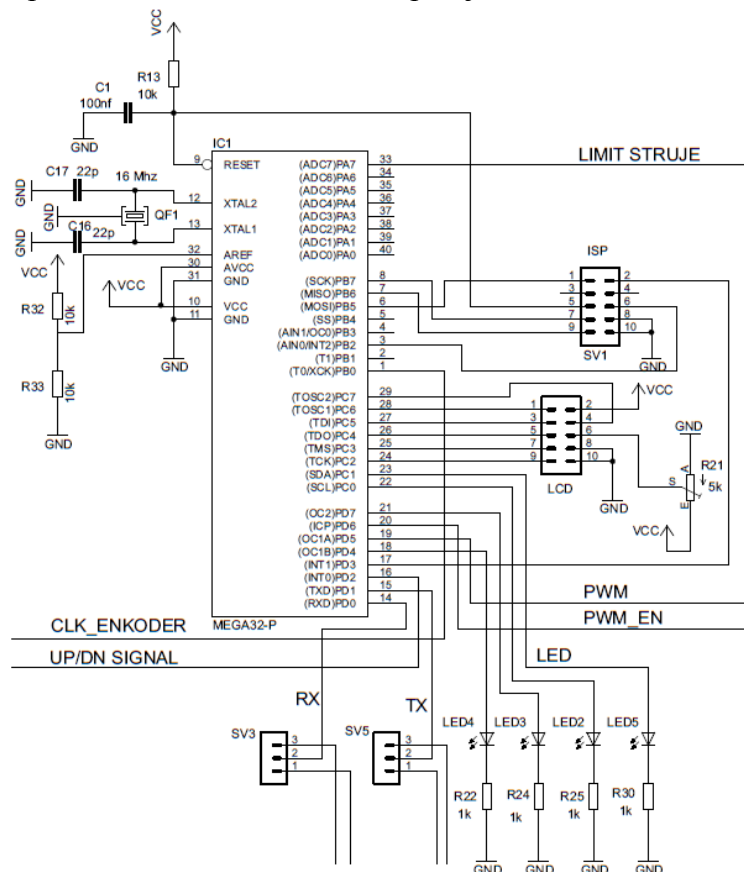 VCC
R13
10k
C1
100nf
GND
IC1
9 RESET (ADC7)PA7 33
LIMIT STRUJE
(ADC6)PA6 34
(ADC5)PA5 35
(ADC4)PA4 36
(ADC3)PA3 37
(ADC2)PA2 38
(ADC1)PA1 39
(ADC0)PA0 40
C17 22p
16 Mhz
GND
12 XTAL2
GND
QF1
13 XTAL1
C16
22p
GND
32 AREF
30 AVCC
31 GND
10 VCC
11 GND
VCC
VCC
R32
10k
R33
10k
GND
GND
(SCK)PB7 8
(MISO)PB6 7
(MOSI)PB5 6
(SS)PB4 5
(AIN1/OC0)PB3 4
(AIN0/INT2)PB2 3
(T1)PB1 2
(T0/XCK)PB0 1
ISP
1 2
3 4
5 6
7 8
9 10
SV1
GND
(TOSC2)PC7 29
(TOSC1)PC6 28
(TDI)PC5 27
(TDO)PC4 26
(TMS)PC3 25
(TCK)PC2 24
(SDA)PC1 23
(SCL)PC0 22
1 2
3 4
5 6
7 8
9 10
LCD
VCC
GND
GND
A
R21
S
5k
E
VCC
(OC2)PD7 21
(ICP)PD6 20
(OC1A)PD5 19
(OC1B)PD4 18
(INT1)PD3 17
(INT0)PD2 16
(TXD)PD1 15
(RXD)PD0 14
MEGA32-P
PWM
PWM_EN
CLK_ENKODER
UP/DN SIGNAL
LED
RX
TX
SV3
3
2
1
SV5
3
2
1
LED4 LED3 LED2 LED5
R22 R24 R25 R30
1k 1k 1k 1k
GND GND GND GND